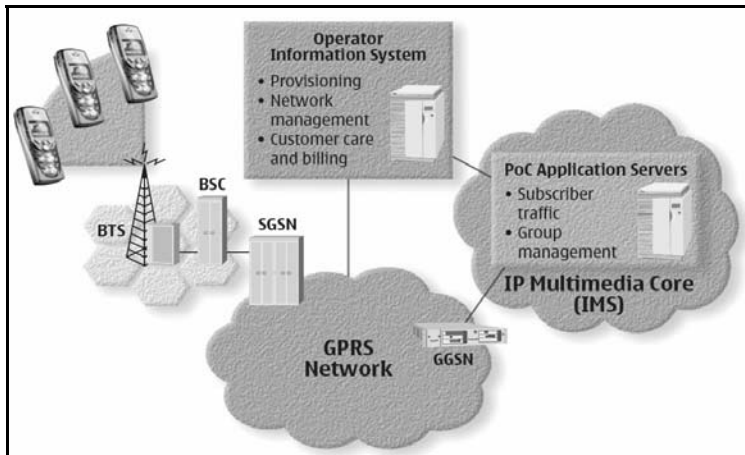 Operator
Information System
• Provisioning
• Network
management
• Customer care
and billing
PoC Application Servers
• Subscriber
traffic
• Group
management
IP Multimedia Core
(IMS)
BSC
BTS
SGSN
GPRS
Network
GGSN